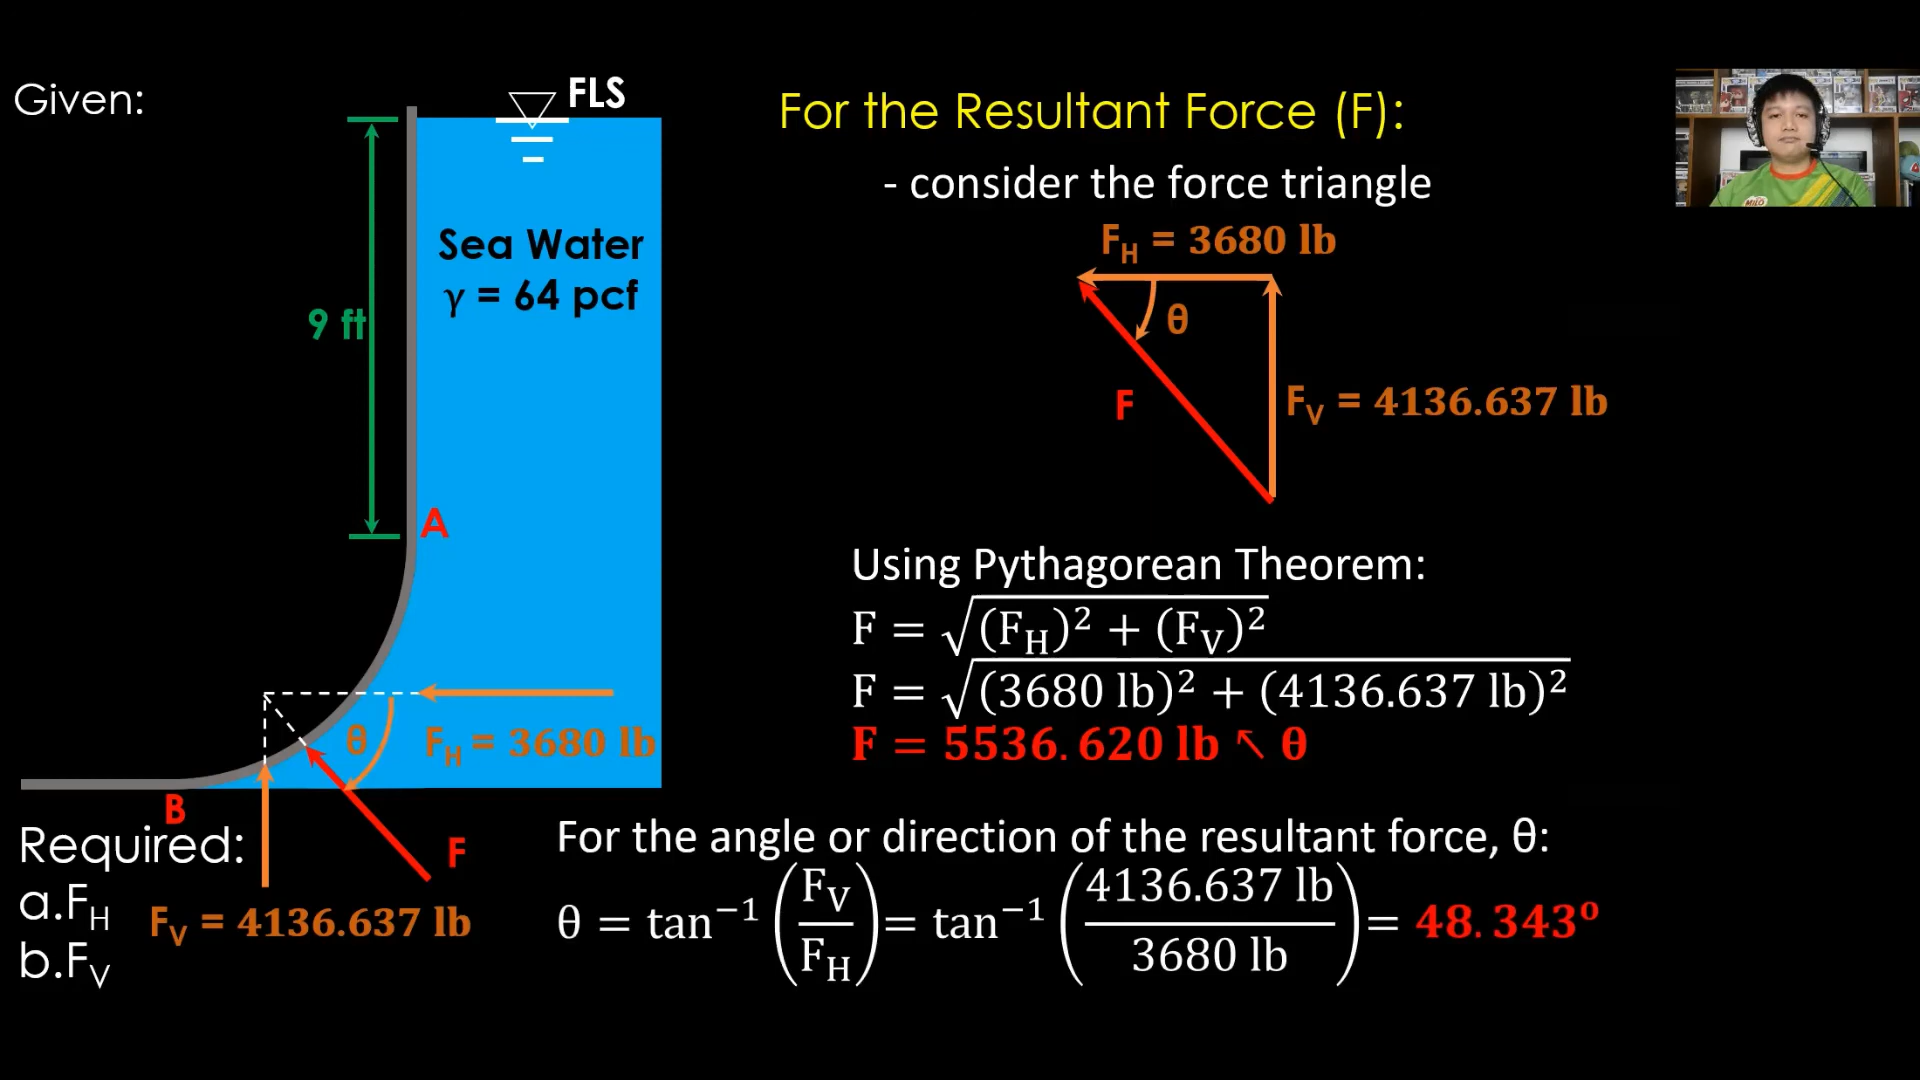 Given:
FLS
Sea Water
γ = 64 pcf
9 ft
A
θ
F_H = 3680 lb
B
F
F_V = 4136.637 lb
Required:
a.F_H
b.F_V
For the Resultant Force (F):
- consider the force triangle
F_H = 3680 lb
θ
F
F_V = 4136.637 lb
Using Pythagorean Theorem:
F = √((F_H)² + (F_V)²)
F = √((3680 lb)² + (4136.637 lb)²)
F = 5536.620 lb ↖ θ
For the angle or direction of the resultant force, θ:
θ = tan⁻¹(F_V/F_H) = tan⁻¹(4136.637 lb/3680 lb) = 48.343°
MILO